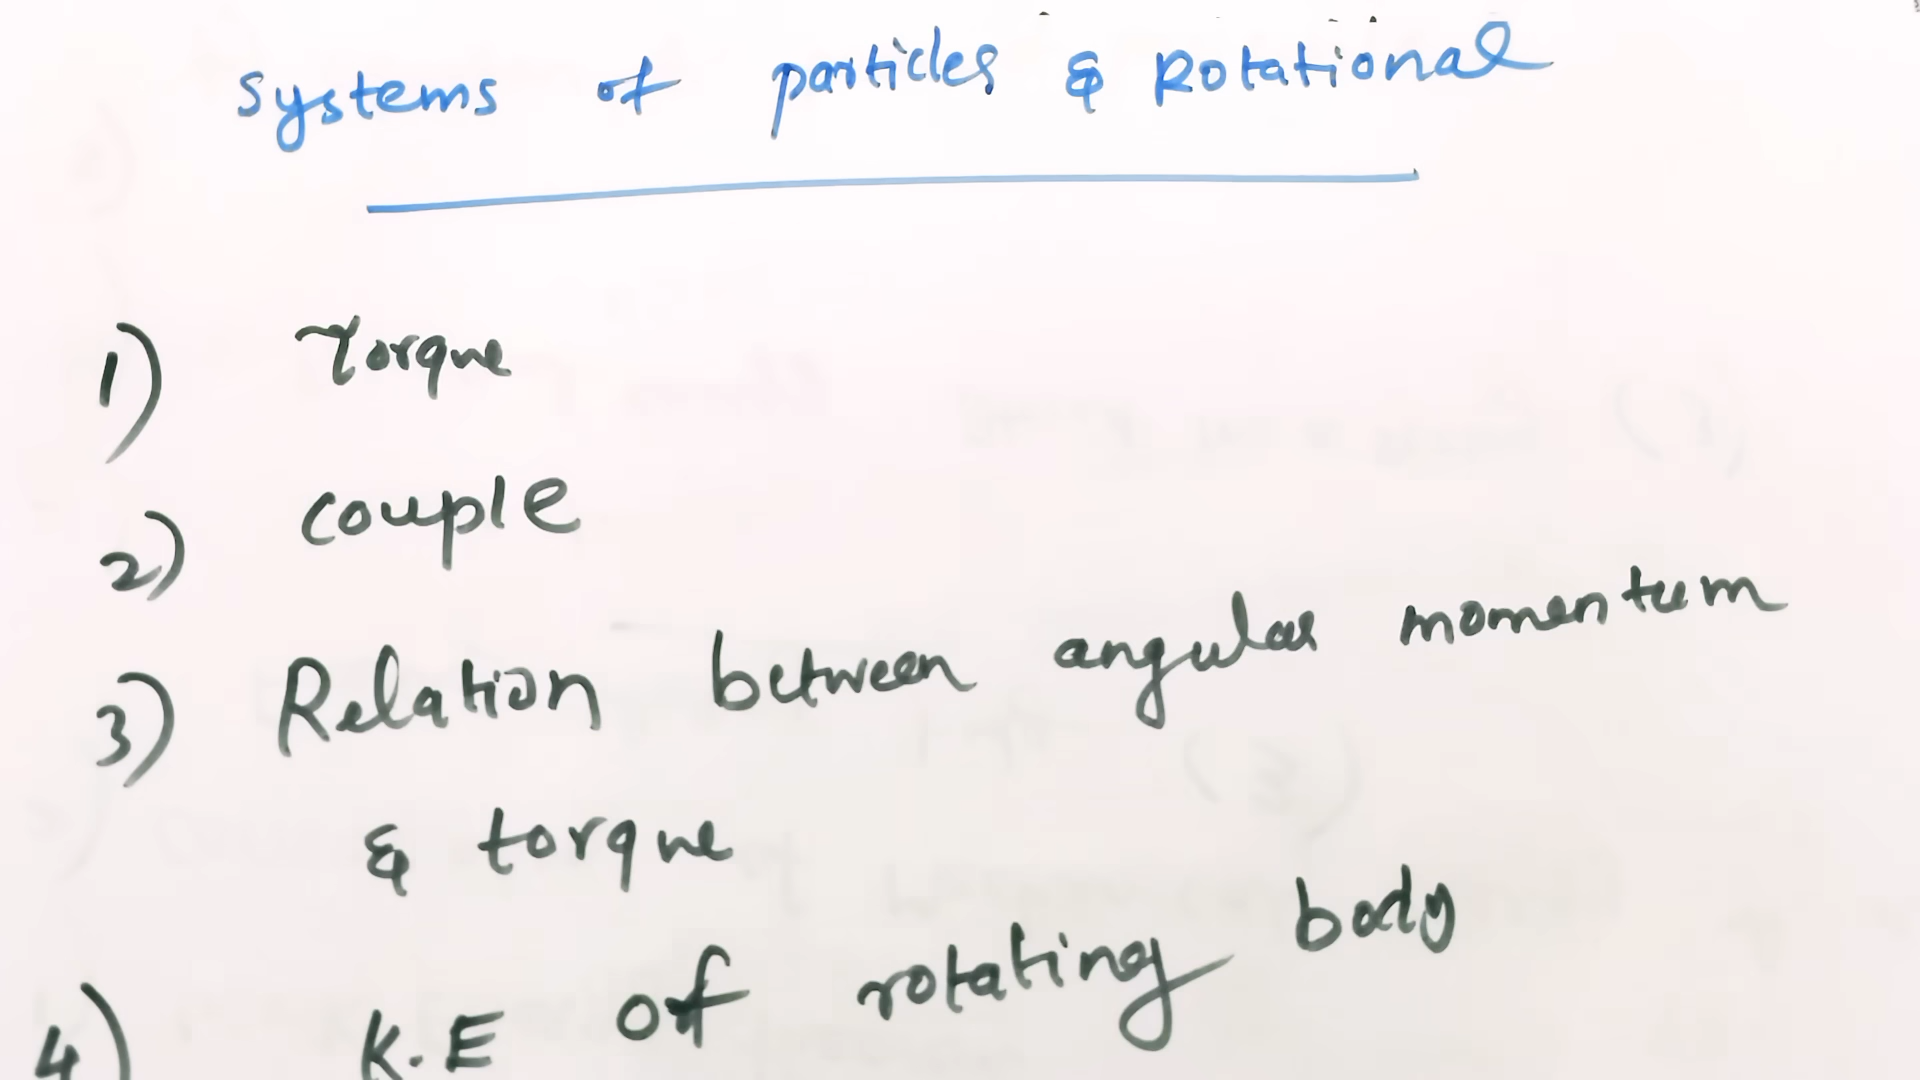 systems of particles & Rotational
1) Torque
2) couple
3) Relation between angular momentum
& torque
4) K.E of rotating body